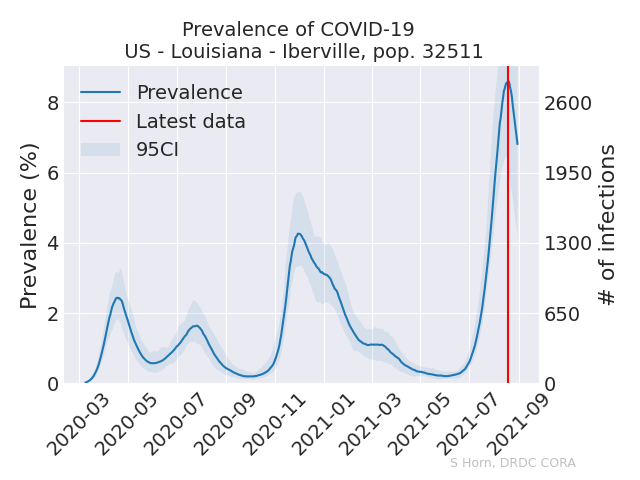 Prevalence of COVID-19
US - Louisiana - Iberville, pop. 32511
Prevalence
Latest data
95CI
Prevalence (%)
8
6
4
2
0
# of infections
2600
1950
1300
650
0
2020-03
2020-05
2020-07
2020-09
2020-11
2021-01
2021-03
2021-05
2021-07
2021-09
S Horn, DRDC CORA